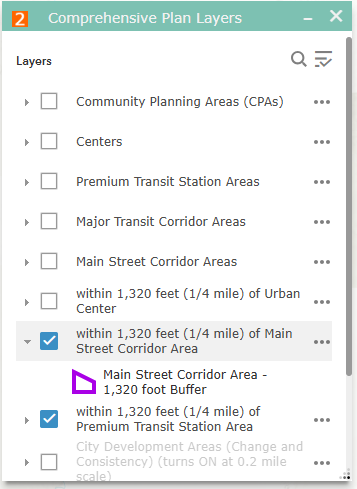 2 Comprehensive Plan Layers
Layers
Community Planning Areas (CPAs)
Centers
Premium Transit Station Areas
Major Transit Corridor Areas
Main Street Corridor Areas
within 1,320 feet (1/4 mile) of Urban
Center
within 1,320 feet (1/4 mile) of Main
Street Corridor Area
Main Street Corridor Area -
1,320 foot Buffer
within 1,320 feet (1/4 mile) of
Premium Transit Station Area
City Development Areas (Change and
Consistency) (turns ON at 0.2 mile
scale)